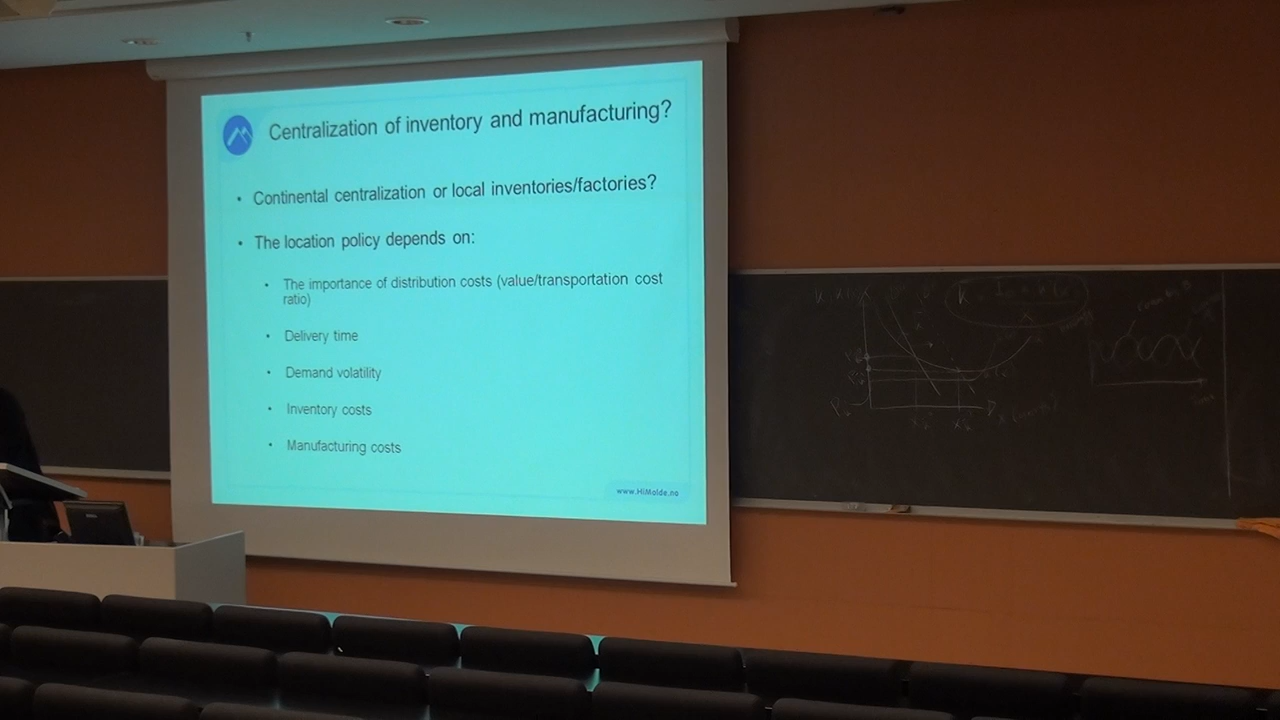 Centralization of inventory and manufacturing?
• Continental centralization or local inventories/factories?
• The location policy depends on:
• The importance of distribution costs (value/transportation cost
ratio)
• Delivery time
• Demand volatility
• Inventory costs
• Manufacturing costs
www.HiMolde.no